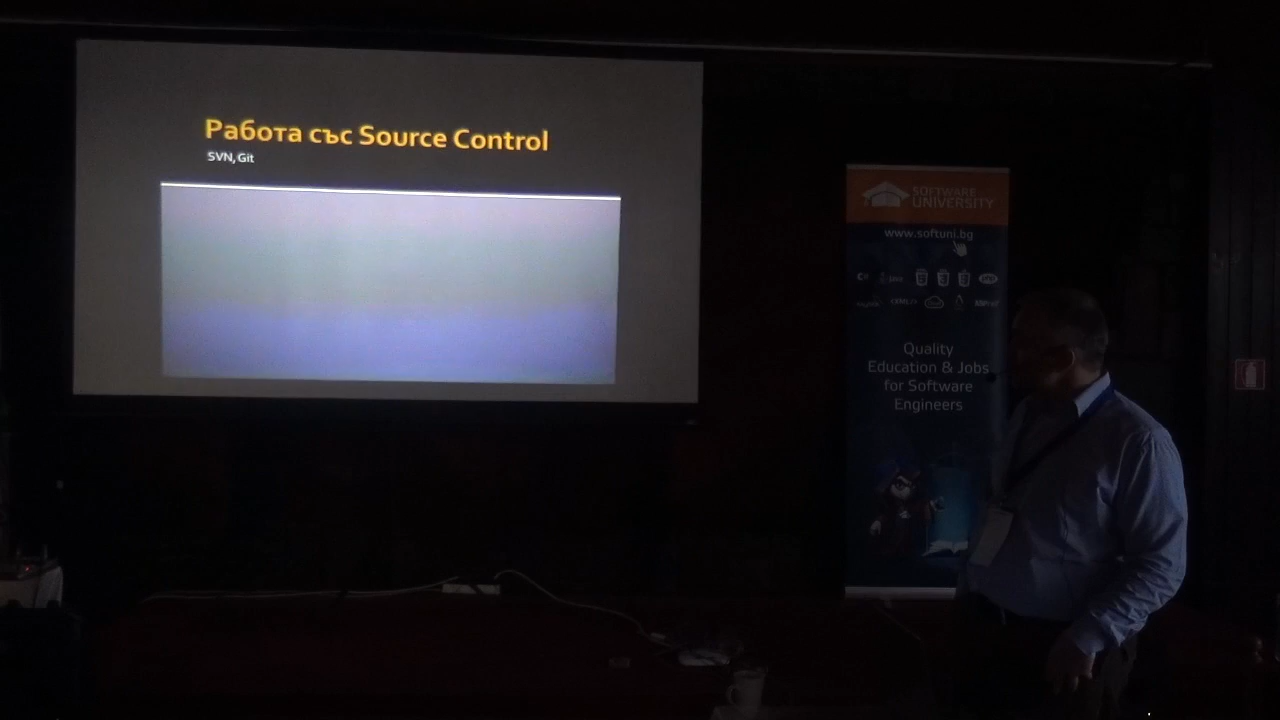 Работа със Source Control
SVN, Git
SOFTWARE
UNIVERSITY
www.softuni.bg
Quality
Education & Jobs
for Software
Engineers